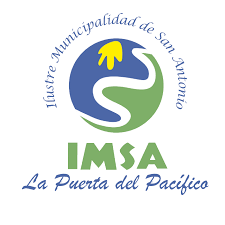 Ilustre Municipalidad de San Antonio
IMSA
La Puerta del Pacífico